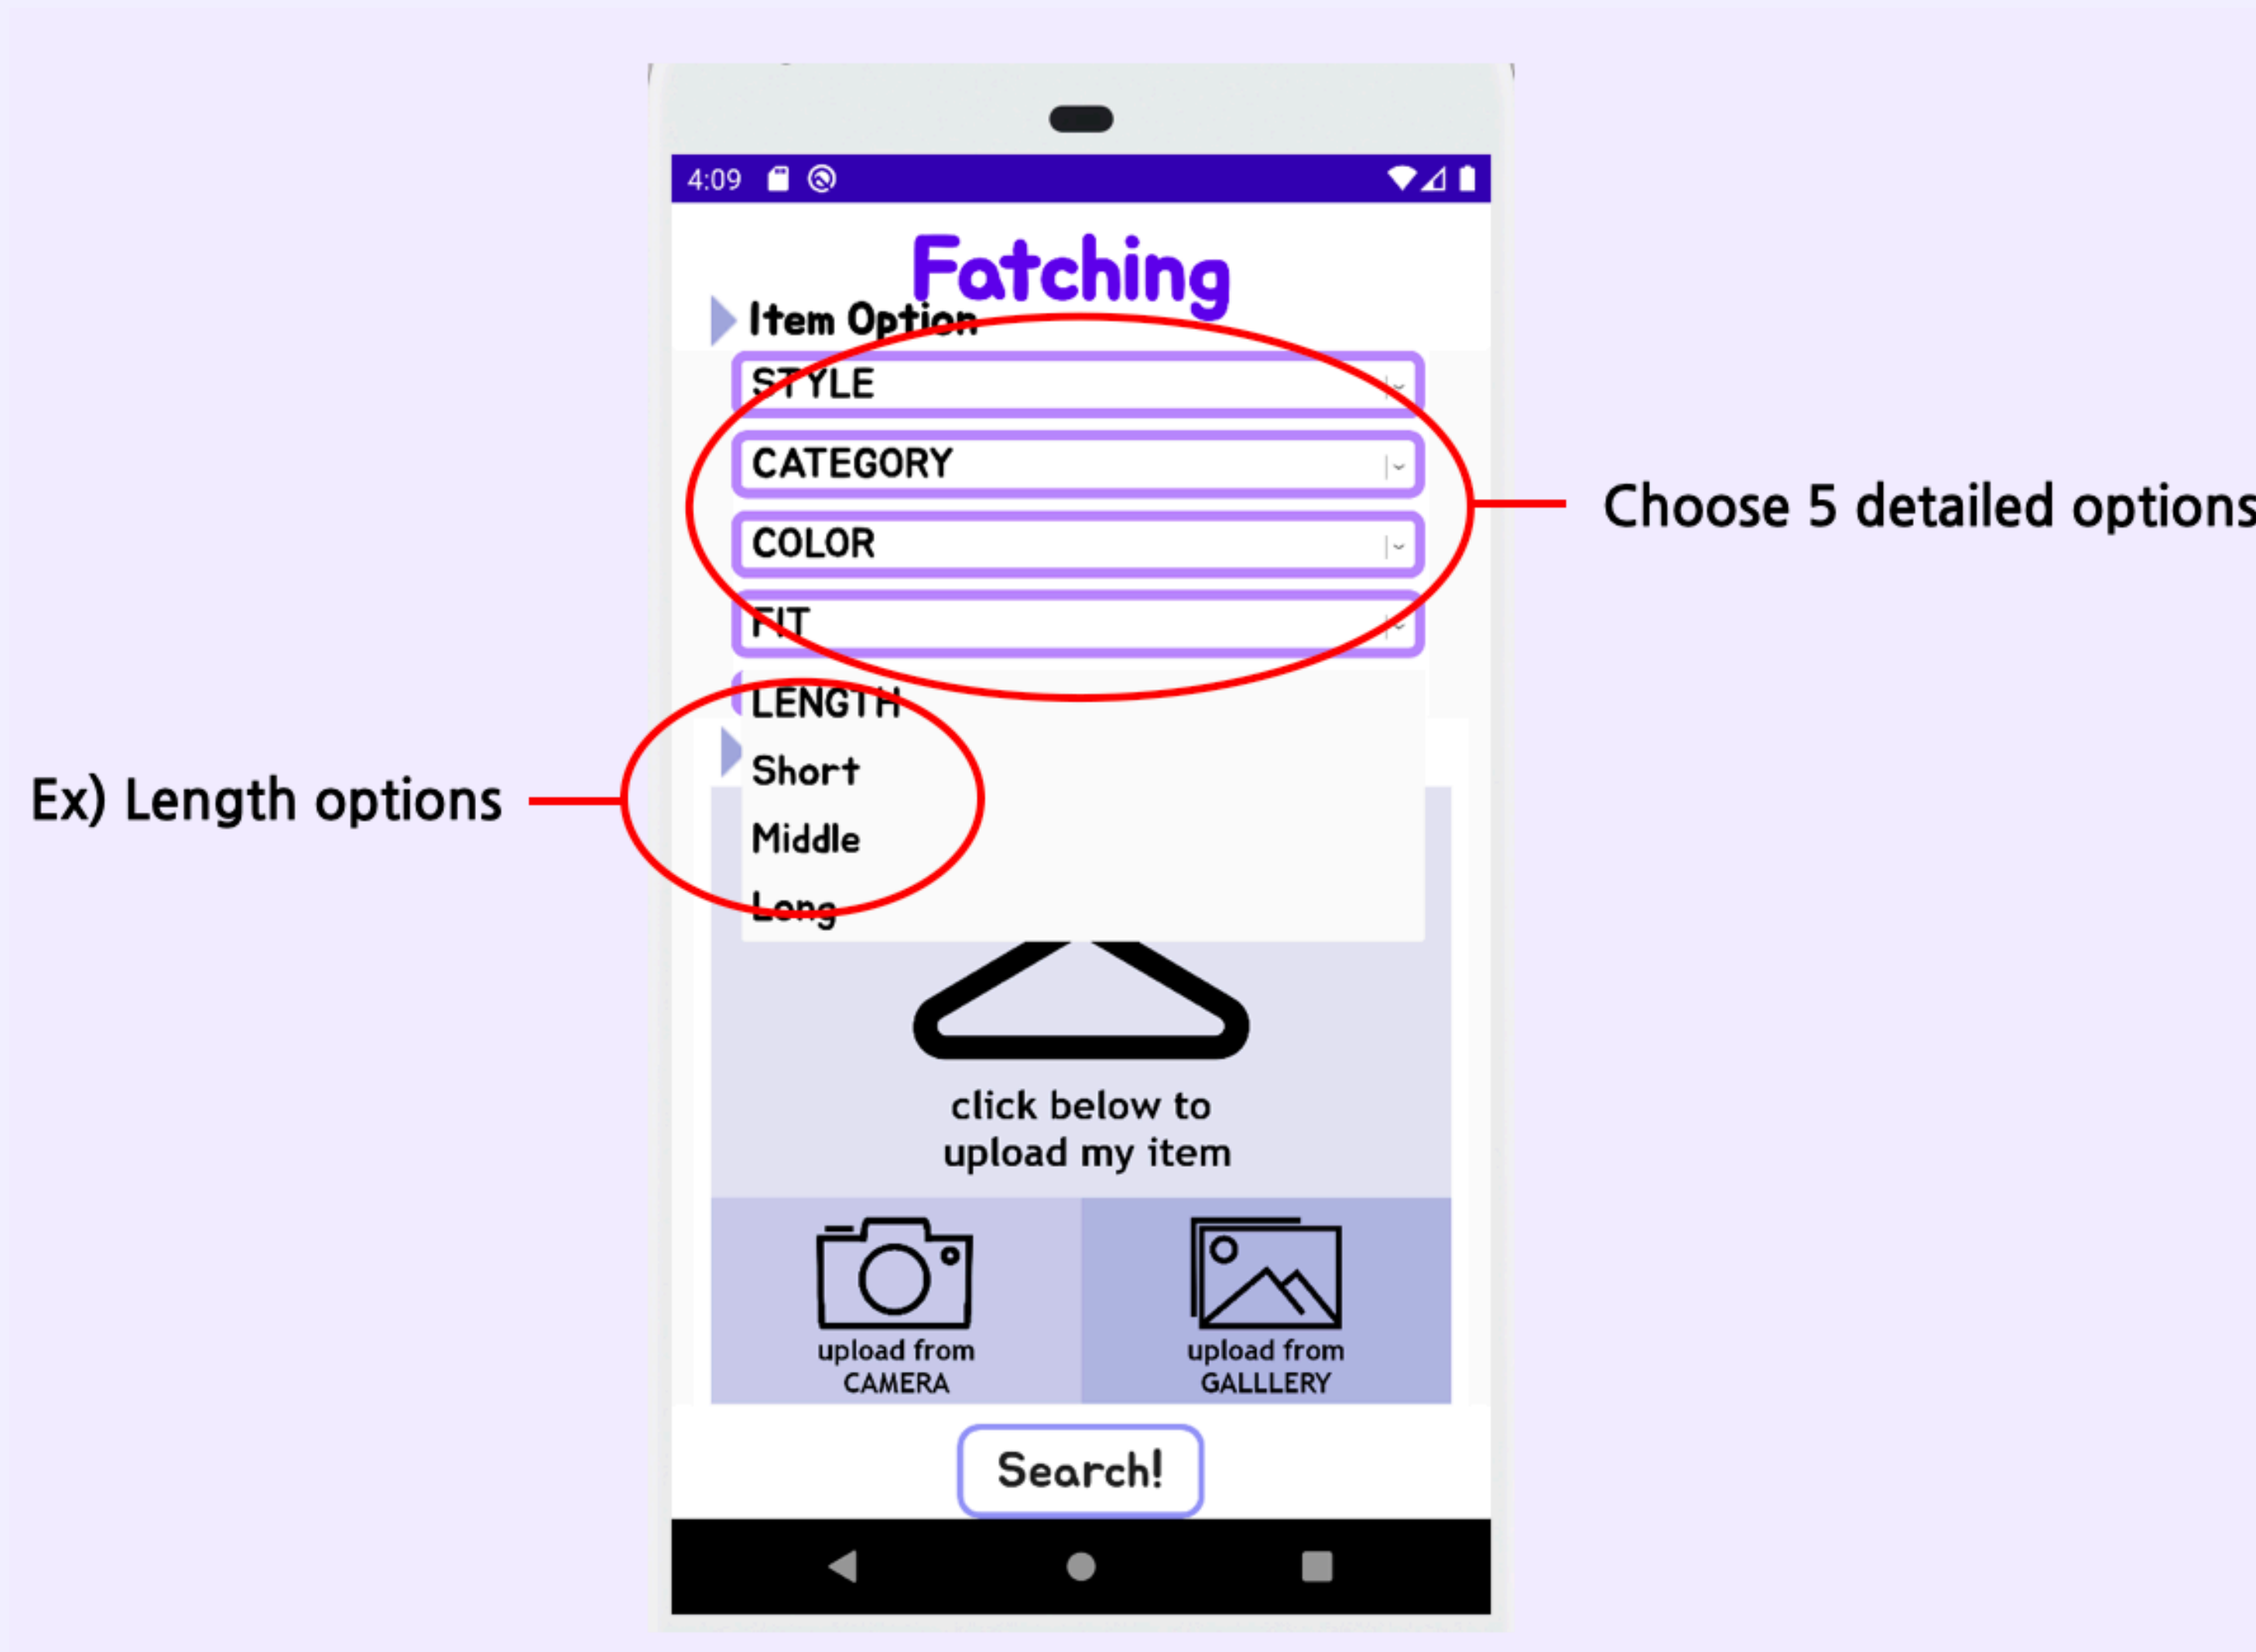 4:09
Fatching
Item Option
STYLE
CATEGORY
COLOR
FIT
Choose 5 detailed options
LENGTH
Short
Middle
Long
Ex) Length options
click below to
upload my item
upload from
CAMERA
upload from
GALLLERY
Search!